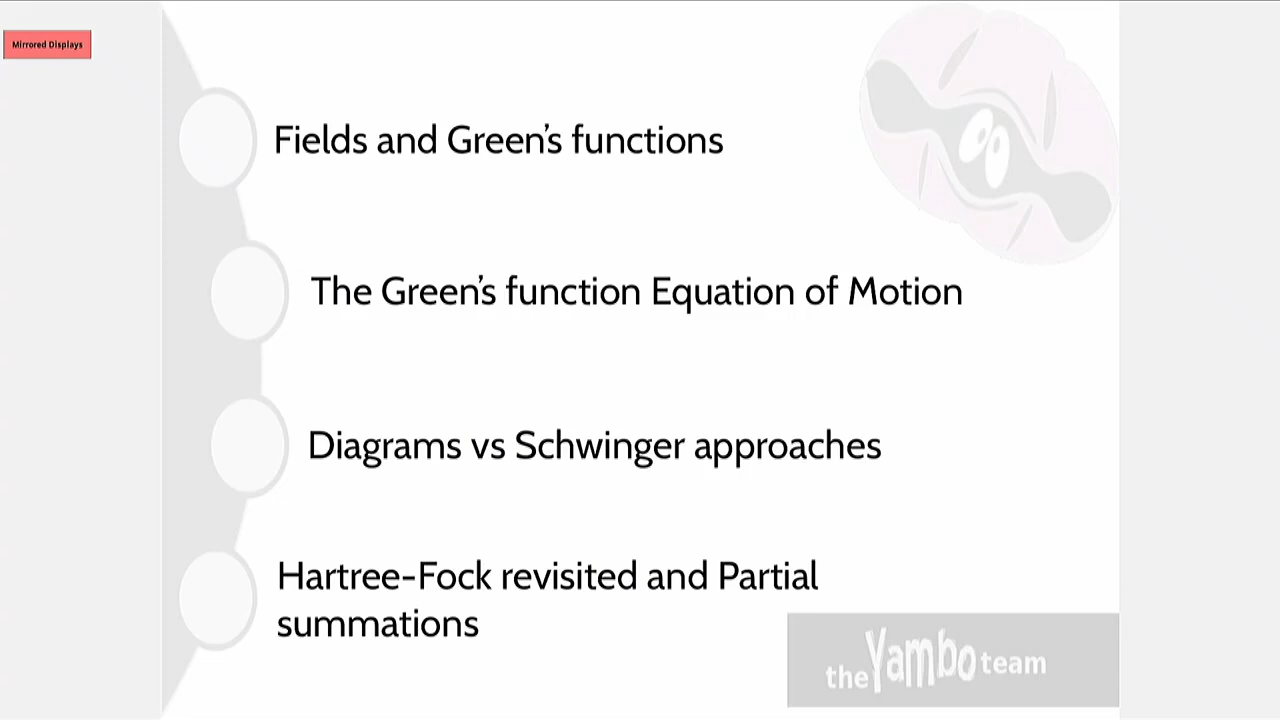 Mirrored Displays
Fields and Green's functions
The Green's function Equation of Motion
Diagrams vs Schwinger approaches
Hartree-Fock revisited and Partial
summations
the Yambo team